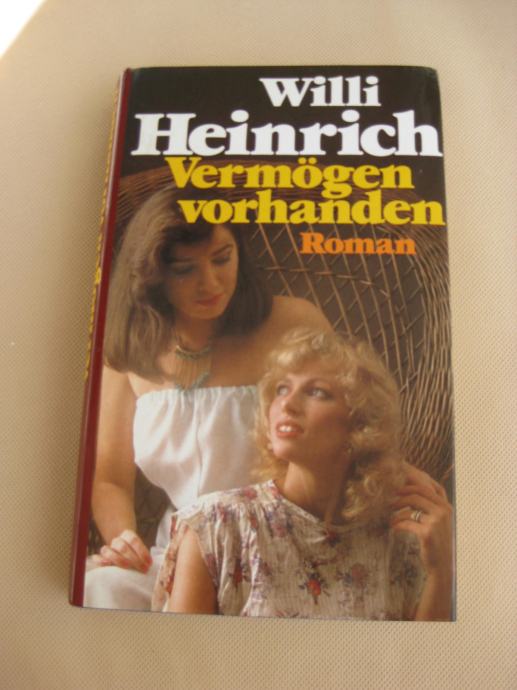 Willi
Heinrich
Vermögen
vorhanden
Roman